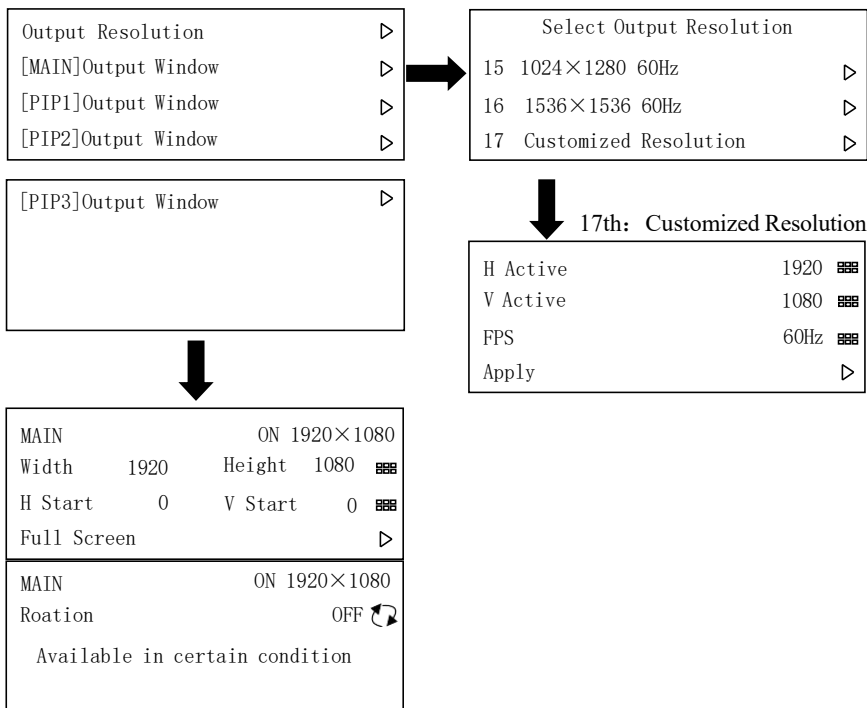 Output Resolution
[MAIN]Output Window
[PIP1]Output Window
[PIP2]Output Window
[PIP3]Output Window
Select Output Resolution
15 1024×1280 60Hz
16 1536×1536 60Hz
17 Customized Resolution
17th： Customized Resolution
H Active 1920
V Active 1080
FPS 60Hz
Apply
MAIN ON 1920×1080
Width 1920 Height 1080
H Start 0 V Start 0
Full Screen
MAIN ON 1920×1080
Roation OFF
Available in certain condition